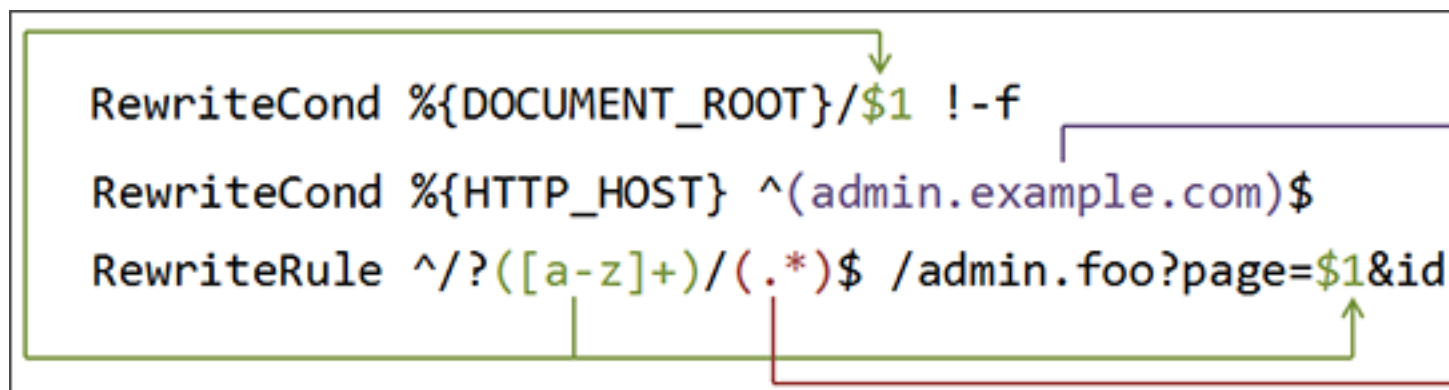 RewriteCond %{DOCUMENT_ROOT}/$1 !-f
RewriteCond %{HTTP_HOST} ^(admin.example.com)$
RewriteRule ^/?([a-z]+)/(.*)$ /admin.foo?page=$1&id